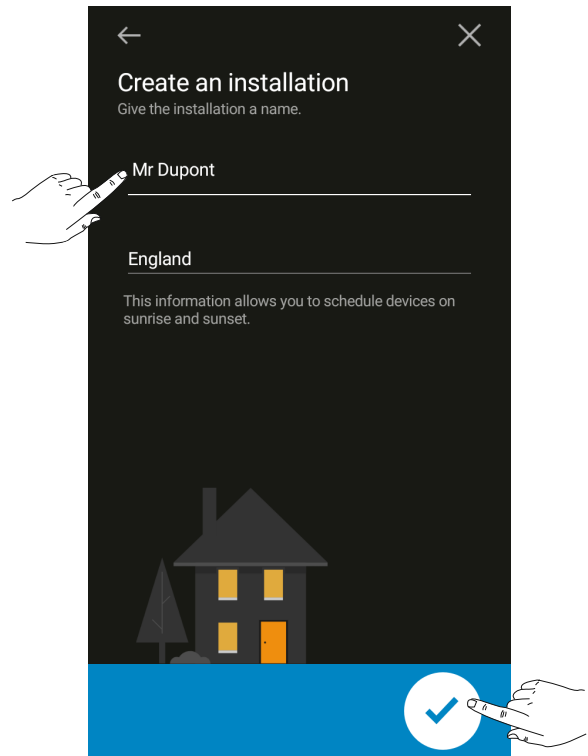 Create an installation
Give the installation a name.
Mr Dupont
England
This information allows you to schedule devices on
sunrise and sunset.